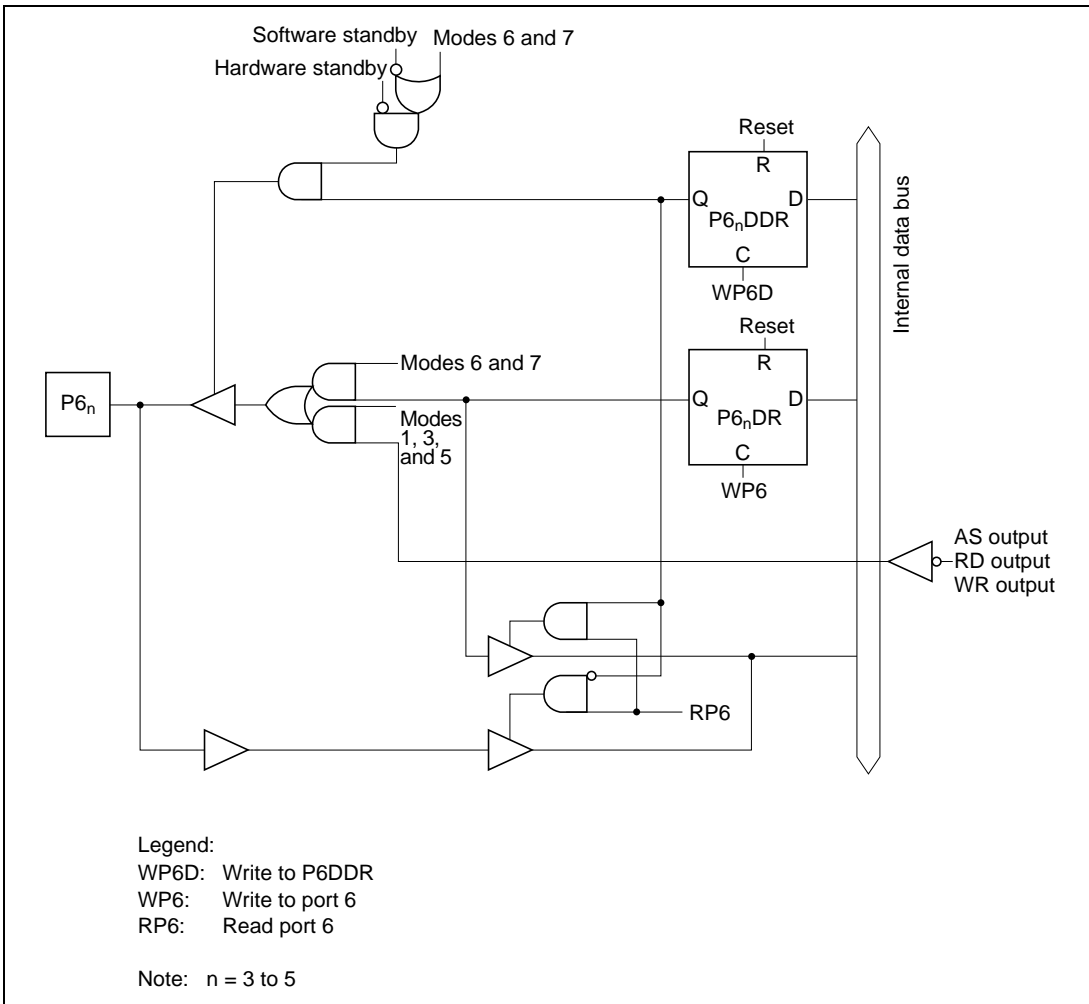 Software standby
Modes 6 and 7
Hardware standby
Reset
R
Q
D
P6nDDR
C
WP6D
Internal data bus
Reset
R
Modes 6 and 7
P6n
Q
D
P6nDR
Modes
1, 3,
and 5
C
WP6
AS output
RD output
WR output
RP6
Legend:
WP6D: Write to P6DDR
WP6: Write to port 6
RP6: Read port 6
Note: n = 3 to 5